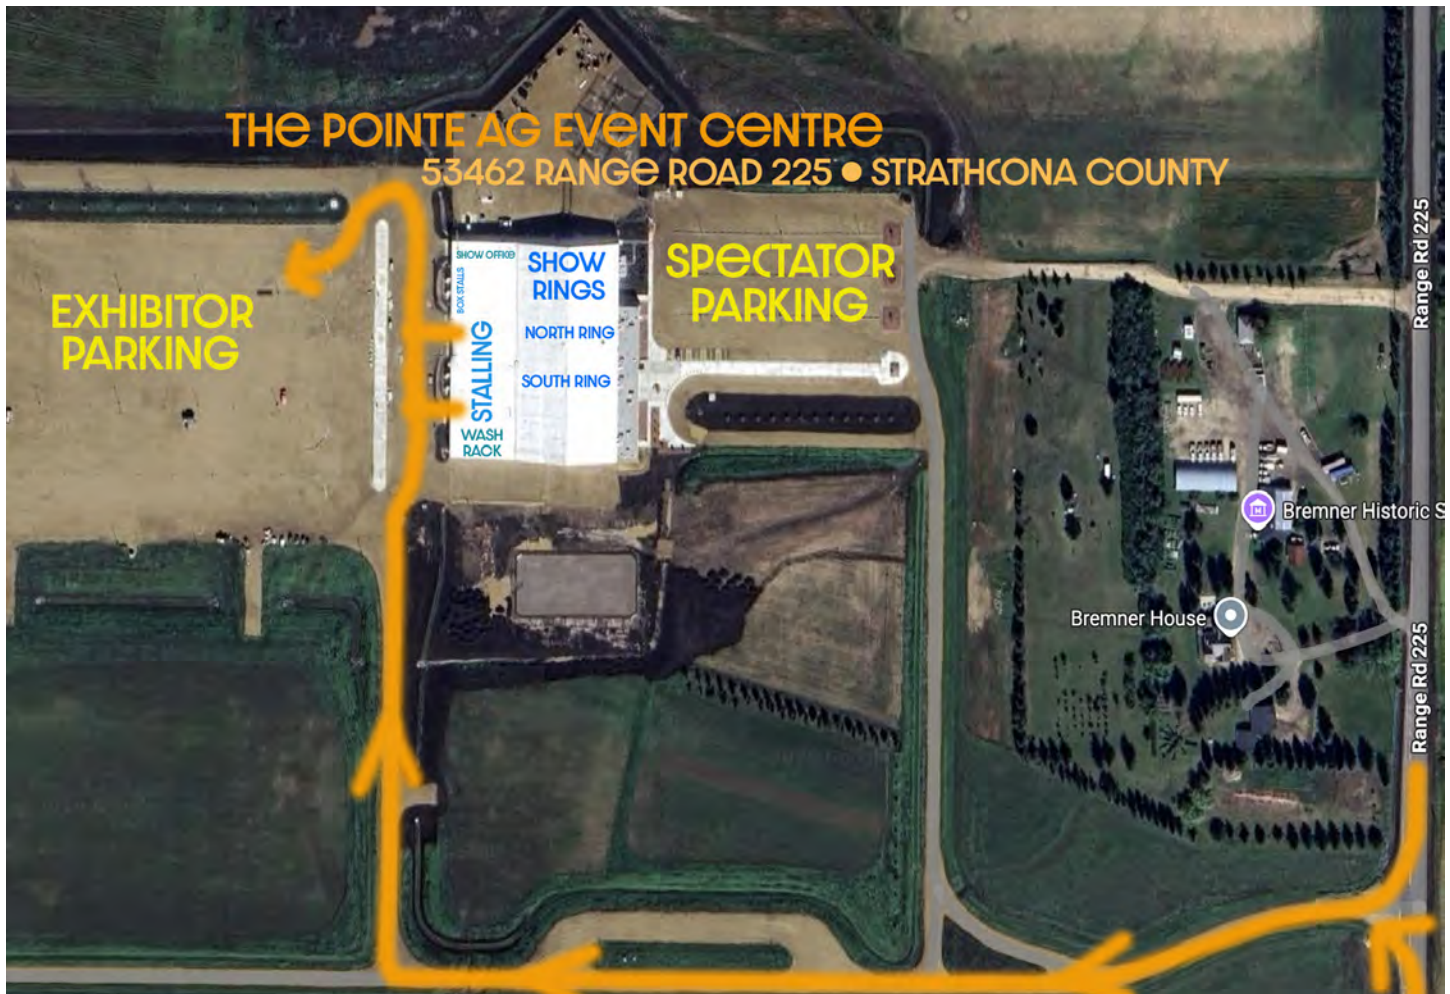 THE POINTE AG EVENT CENTRE
53462 RANGE ROAD 225 • STRATHCONA COUNTY
EXHIBITOR
PARKING
SHOW OFFICE
BOX STALLS
STALLING
WASH
RACK
SHOW
RINGS
NORTH RING
SOUTH RING
SPECTATOR
PARKING
Range Rd 225
Bremner Historic S
Bremner House
Range Rd 225